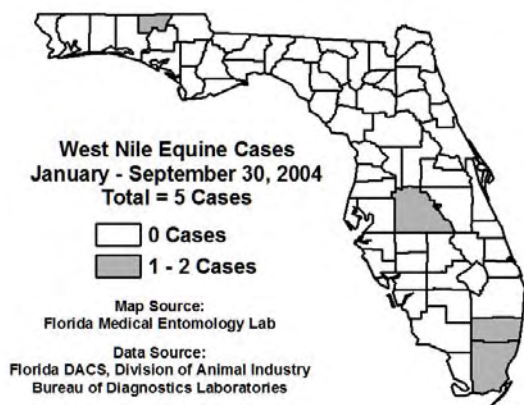 West Nile Equine Cases
January - September 30, 2004
Total = 5 Cases
0 Cases
1 - 2 Cases
Map Source:
Florida Medical Entomology Lab
Data Source:
Florida DACS, Division of Animal Industry
Bureau of Diagnostics Laboratories